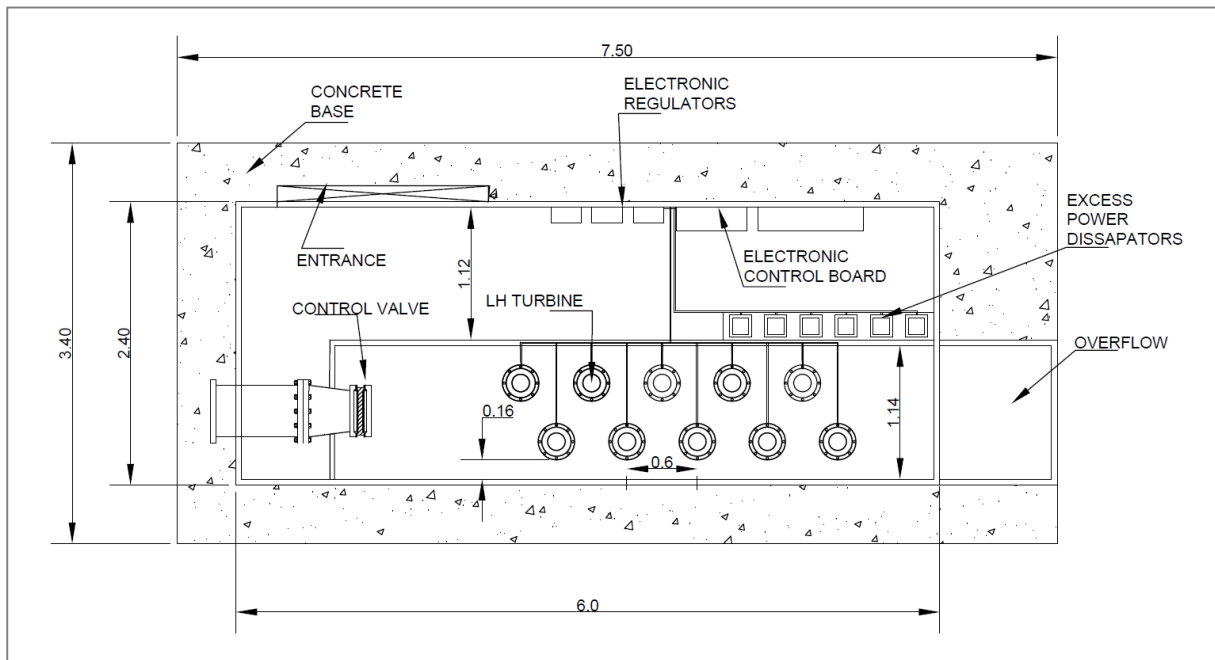 7.50
CONCRETE
BASE
ELECTRONIC
REGULATORS
EXCESS
POWER
DISSAPATORS
ENTRANCE
1.12
ELECTRONIC
CONTROL BOARD
CONTROL VALVE
LH TURBINE
3.40
2.40
OVERFLOW
0.16
1.14
0.6
6.0